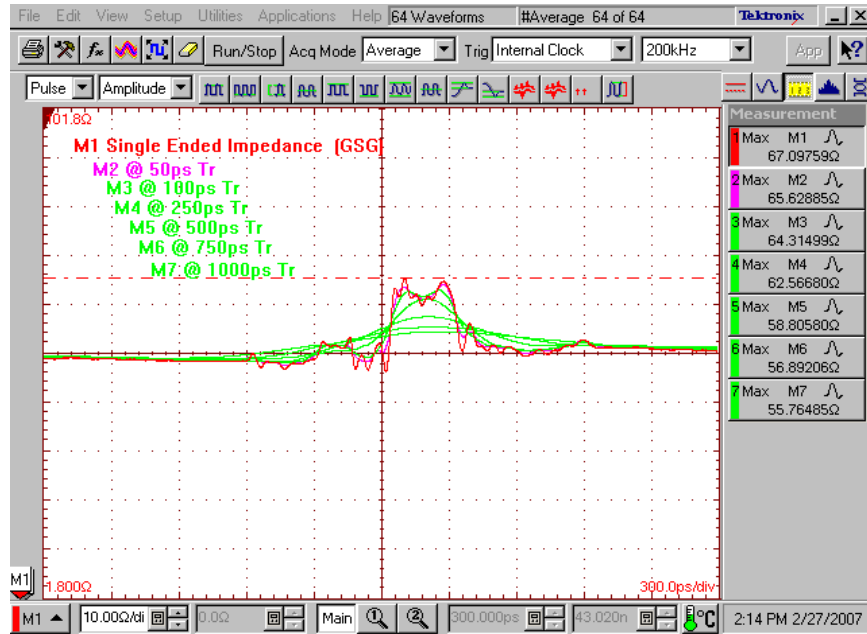 File Edit View Setup Utilities Applications Help 64 Waveforms #Average 64 of 64 Tektronix
Run/Stop Acq Mode Average Trig Internal Clock 200kHz App
Pulse Amplitude
01.8Ω
M1 Single Ended Impedance (GSG)
M2 @ 50ps Tr
M3 @ 100ps Tr
M4 @ 250ps Tr
M5 @ 500ps Tr
M6 @ 750ps Tr
M7 @ 1000ps Tr
Measurement
1 Max M1
67.09759Ω
2 Max M2
65.62885Ω
3 Max M3
64.31499Ω
4 Max M4
62.56680Ω
5 Max M5
58.80580Ω
6 Max M6
56.89206Ω
7 Max M7
55.76485Ω
M1
1.800Ω 300.0ps/div
M1 10.00Ω/di 0.0Ω Main 1 2 300.000ps 43.020n °C 2:14 PM 2/27/2007